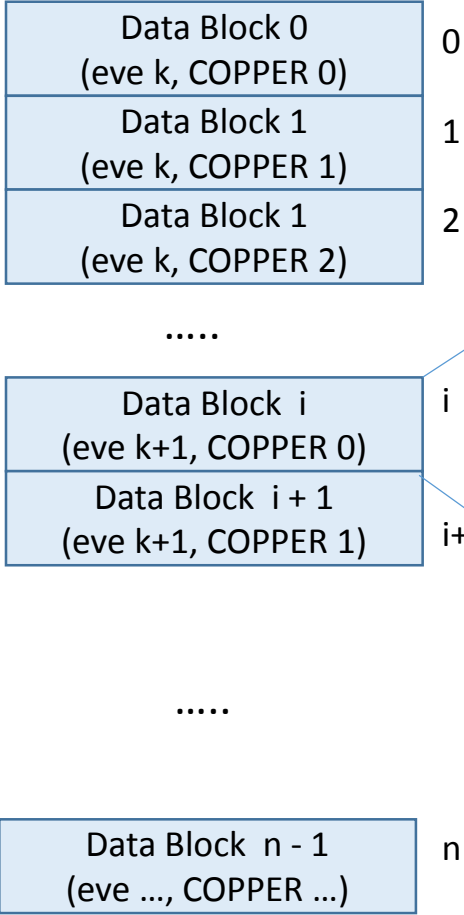 Data Block 0
(eve k, COPPER 0)
0
Data Block 1
(eve k, COPPER 1)
1
Data Block 1
(eve k, COPPER 2)
2
.....
Data Block i
(eve k+1, COPPER 0)
i
Data Block i + 1
(eve k+1, COPPER 1)
i+
.....
Data Block n - 1
(eve …, COPPER …)
n